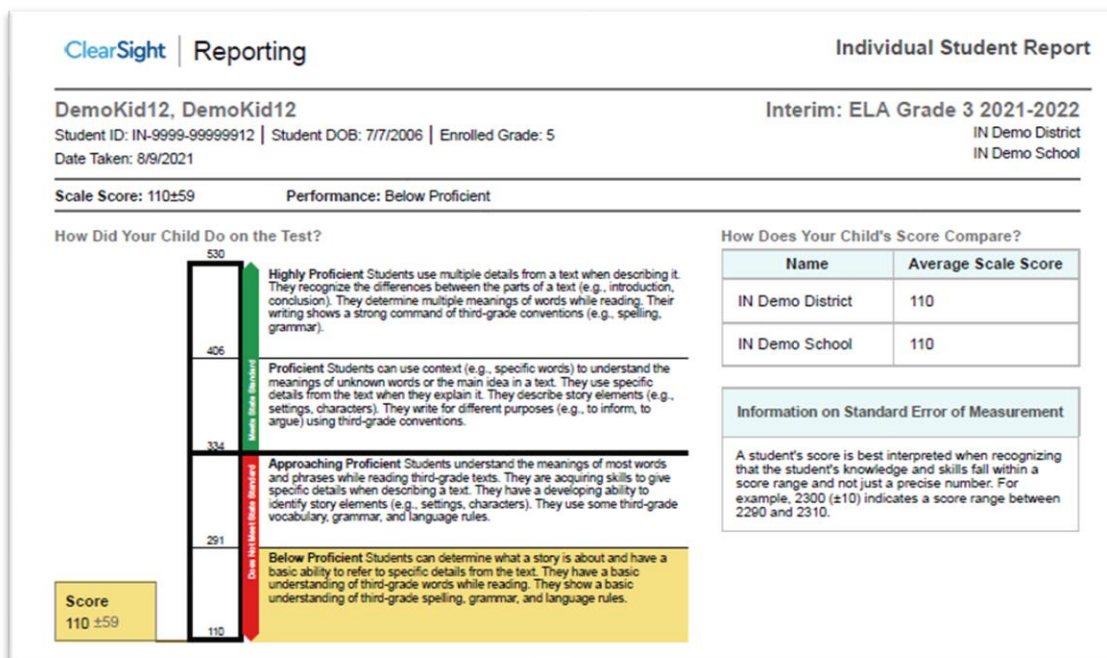 ClearSight | Reporting
Individual Student Report
DemoKid12, DemoKid12
Student ID: IN-9999-99999912 | Student DOB: 7/7/2006 | Enrolled Grade: 5
Date Taken: 8/9/2021
Interim: ELA Grade 3 2021-2022
IN Demo District
IN Demo School
Scale Score: 110±59 Performance: Below Proficient
How Did Your Child Do on the Test?
530
Highly Proficient Students use multiple details from a text when describing it.
They recognize the differences between the parts of a text (e.g., introduction,
conclusion). They determine multiple meanings of words while reading. Their
writing shows a strong command of third-grade conventions (e.g., spelling,
grammar).
406
Meets State Standard
Proficient Students can use context (e.g., specific words) to understand the
meanings of unknown words or the main idea in a text. They use specific
details from the text when they explain it. They describe story elements (e.g.,
settings, characters). They write for different purposes (e.g., to inform, to
argue) using third-grade conventions.
334
Does Not Meet State Standard
Approaching Proficient Students understand the meanings of most words
and phrases while reading third-grade texts. They are acquiring skills to give
specific details when describing a text. They have a developing ability to
identify story elements (e.g., settings, characters). They use some third-grade
vocabulary, grammar, and language rules.
291
Below Proficient Students can determine what a story is about and have a
basic ability to refer to specific details from the text. They have a basic
understanding of third-grade words while reading. They show a basic
understanding of third-grade spelling, grammar, and language rules.
110
Score
110 ±59
How Does Your Child's Score Compare?
Name Average Scale Score
IN Demo District 110
IN Demo School 110
Information on Standard Error of Measurement
A student's score is best interpreted when recognizing
that the student's knowledge and skills fall within a
score range and not just a precise number. For
example, 2300 (±10) indicates a score range between
2290 and 2310.